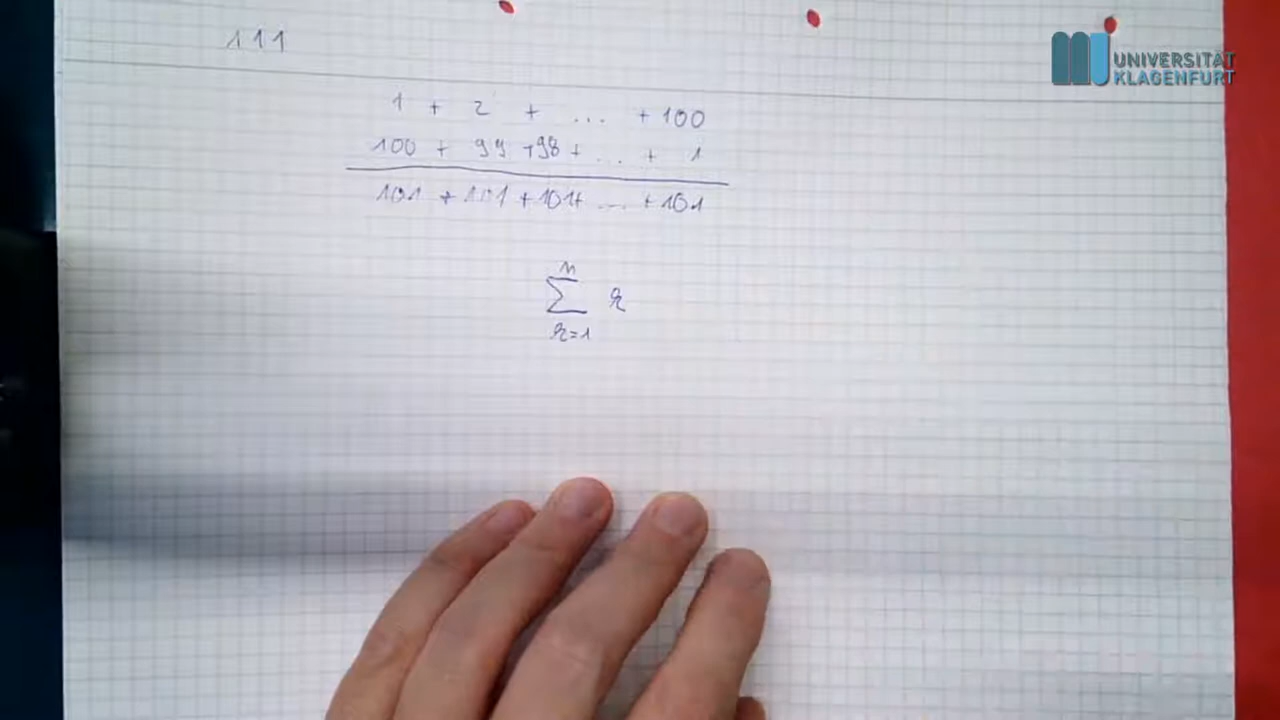 111
UNIVERSITÄT
KLAGENFURT
1 + 2 + ... + 100
100 + 99 + 98 + ... + 1
101 + 101 + 101 + ... + 101
n
∑ k
k=1